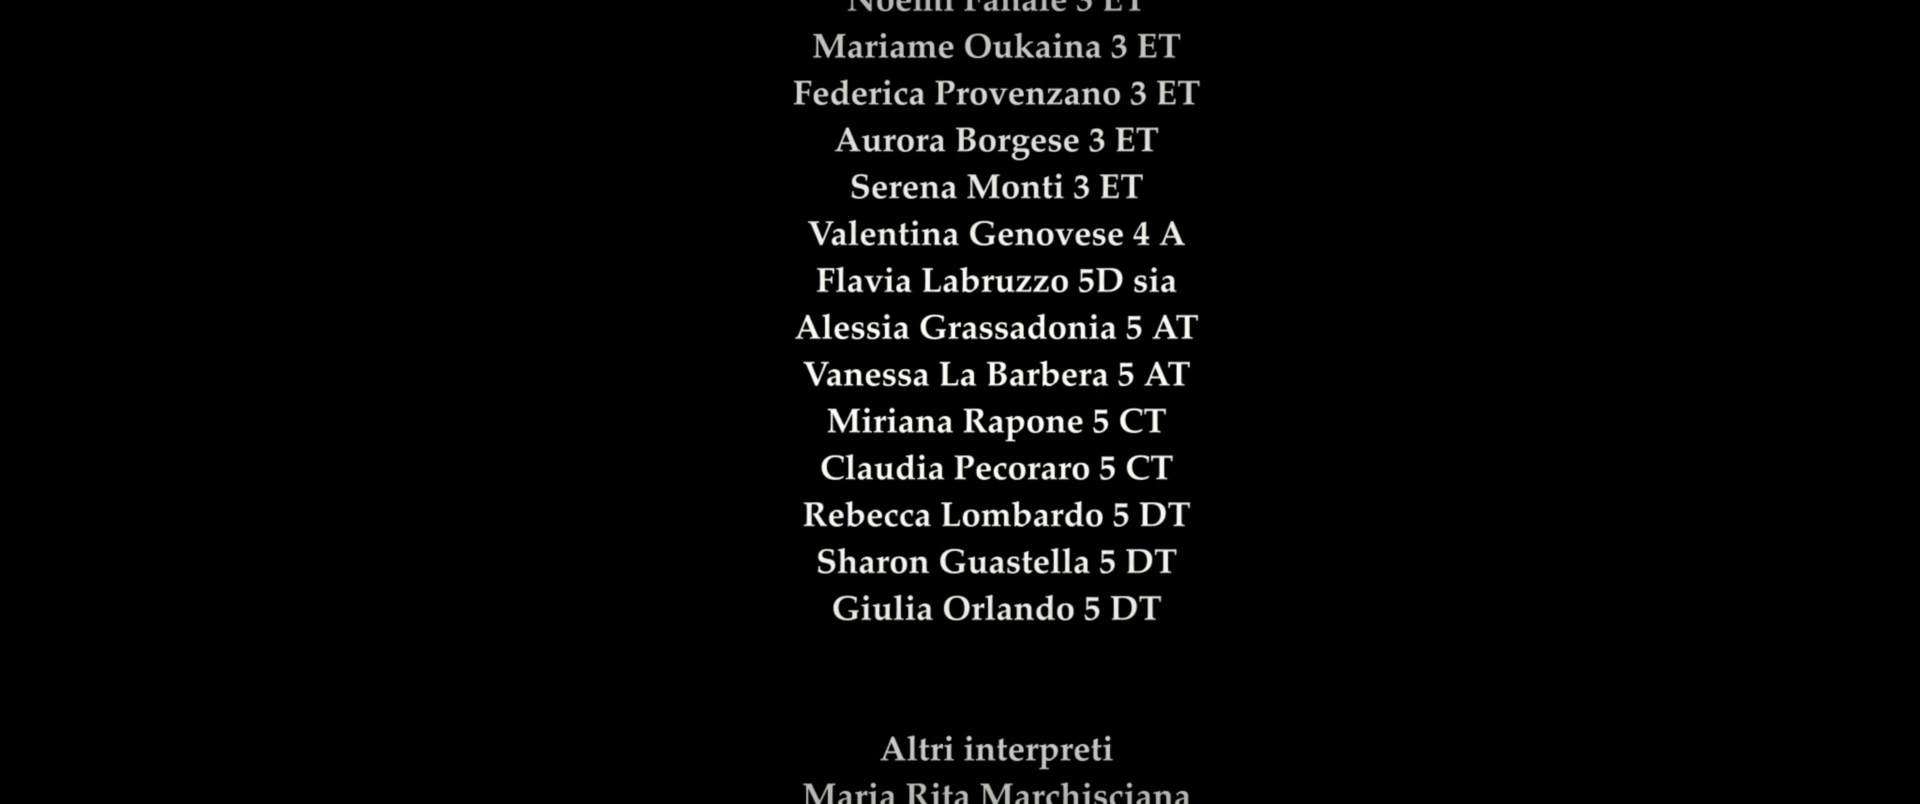 Noemi 3 ET
Mariame Oukaina 3 ET
Federica Provenzano 3 ET
Aurora Borgese 3 ET
Serena Monti 3 ET
Valentina Genovese 4 A
Flavia Labruzzo 5D sia
Alessia Grassadonia 5 AT
Vanessa La Barbera 5 AT
Miriana Rapone 5 CT
Claudia Pecoraro 5 CT
Rebecca Lombardo 5 DT
Sharon Guastella 5 DT
Giulia Orlando 5 DT
Altri interpreti
Maria Rita Marchisciana